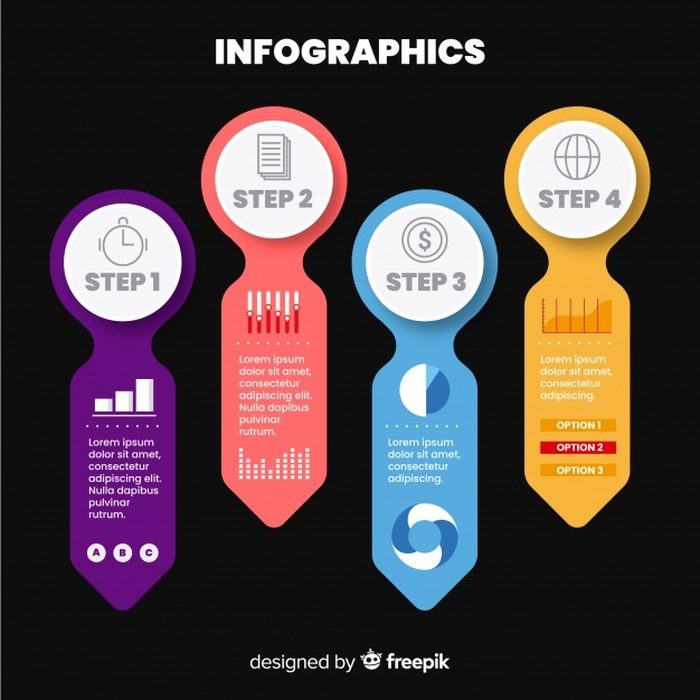 INFOGRAPHICS
STEP 1
Lorem ipsum
dolor sit amet,
consectetur
adipiscing elit.
Nulla dapibus
pulvinar
rutrum.
A B C
STEP 2
Lorem ipsum
dolor sit amet,
consectetur
adipiscing elit.
Nulla dapibus
pulvinar
rutrum.
$
STEP 3
Lorem ipsum
dolor sit amet,
consectetur
adipiscing.
STEP 4
Lorem ipsum
dolor sit amet,
consectetur
adipiscing elit.
OPTION 1
OPTION 2
OPTION 3
designed by freepik